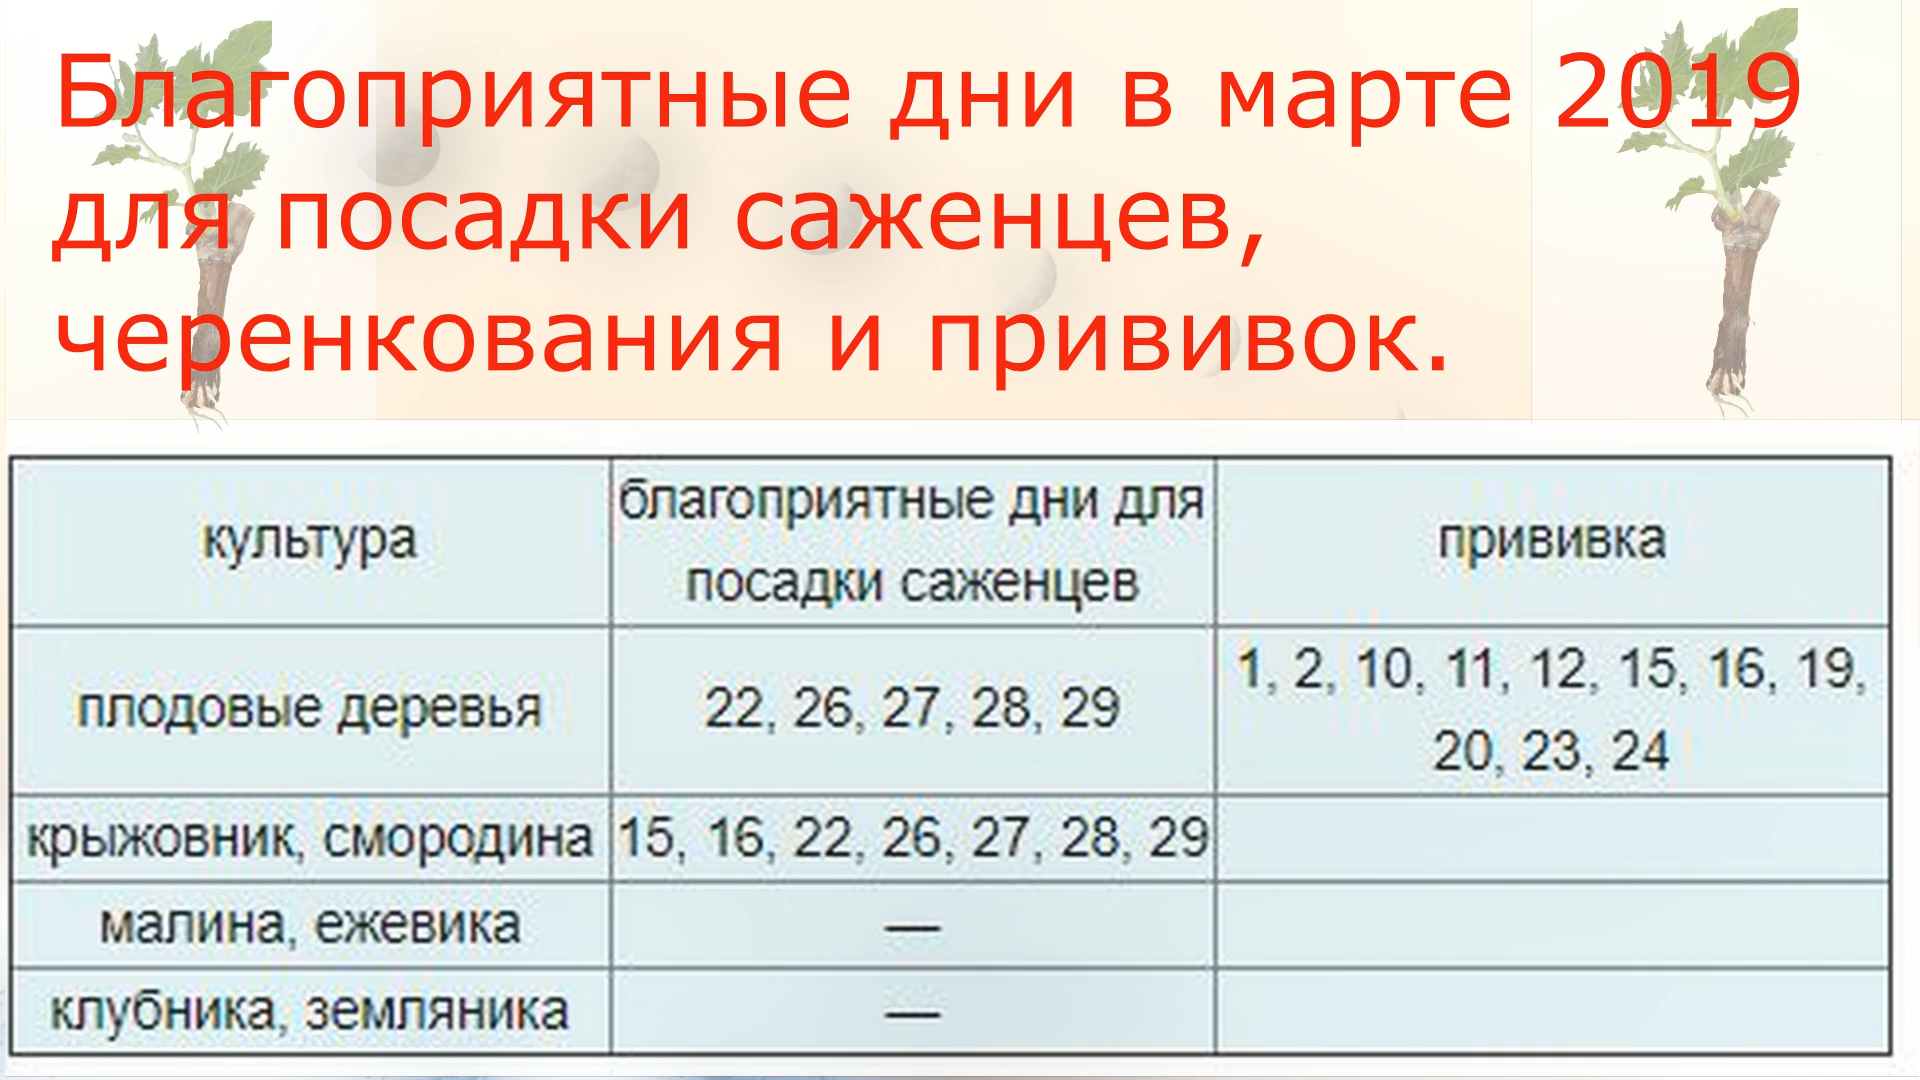 Благоприятные дни в марте 2019
для посадки саженцев,
черенкования и прививок.
культура
благоприятные дни для
посадки саженцев
прививка
плодовые деревья
22, 26, 27, 28, 29
1, 2, 10, 11, 12, 15, 16, 19,
20, 23, 24
крыжовник, смородина
15, 16, 22, 26, 27, 28, 29
малина, ежевика
—
клубника, земляника
—